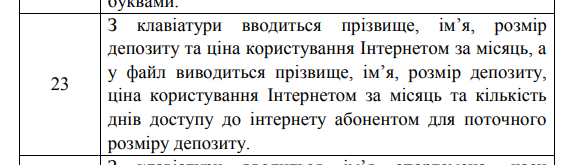 буквами.
23
З клавіатури вводиться прізвище, ім’я, розмір
депозиту та ціна користування Інтернетом за місяць, а
у файл виводиться прізвище, ім’я, розмір депозиту,
ціна користування Інтернетом за місяць та кількість
днів доступу до інтернету абонентом для поточного
розміру депозиту.